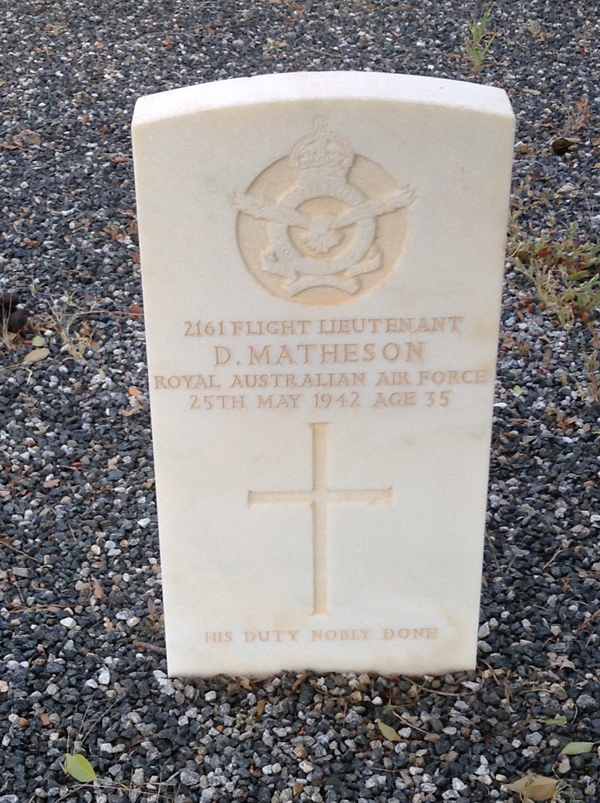 2161 FLIGHT LIEUTENANT
D. MATHESON
ROYAL AUSTRALIAN AIR FORCE
25TH MAY 1942 AGE 35
HIS DUTY NOBLY DONE